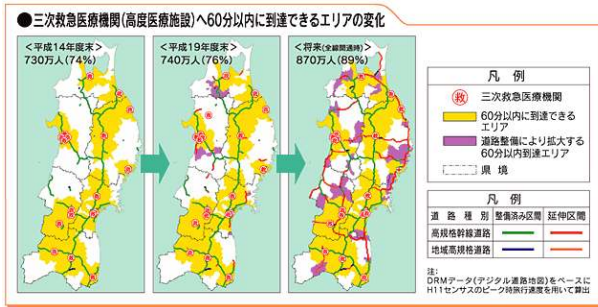 ●三次救急医療機関(高度医療施設)へ60分以内に到達できるエリアの変化
＜平成14年度末＞
730万人(74%)
＜平成19年度末＞
740万人(76%)
＜将来(全線開通時)＞
870万人(89%)
凡 例
救 三次救急医療機関
60分以内に到達できる
エリア
道路整備により拡大する
60分以内到達エリア
県 境
凡 例
道 路 種 別 整備済み区間 延伸区間
高規格幹線道路
地域高規格道路
注:
DRMデータ(デジタル道路地図)をベースに
H11センサスのピーク時旅行速度を用いて算出